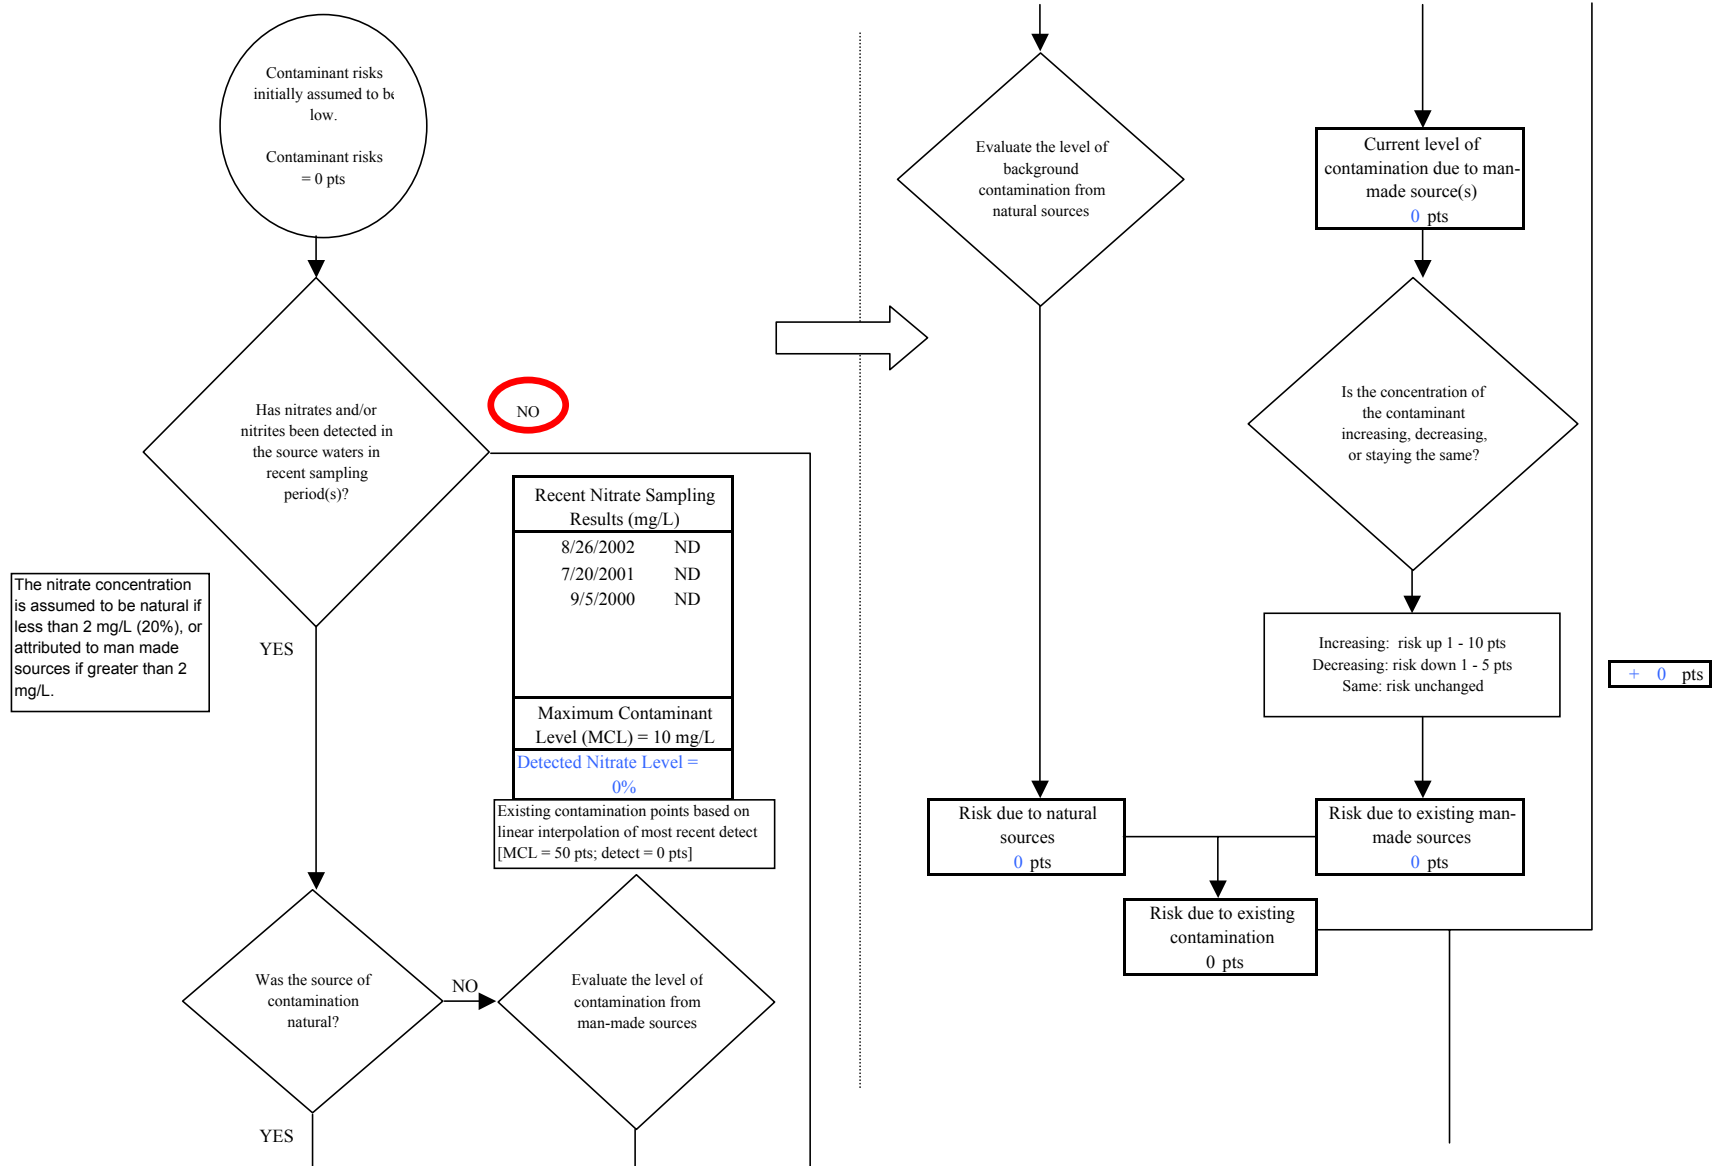 Contaminant risks
initially assumed to be
low.
Contaminant risks
= 0 pts
Has nitrates and/or
nitrites been detected in
the source waters in
recent sampling
period(s)?
NO
Recent Nitrate Sampling
Results (mg/L)
8/26/2002 ND
7/20/2001 ND
9/5/2000 ND
Maximum Contaminant
Level (MCL) = 10 mg/L
Detected Nitrate Level =
0%
Existing contamination points based on
linear interpolation of most recent detect
[MCL = 50 pts; detect = 0 pts]
The nitrate concentration
is assumed to be natural if
less than 2 mg/L (20%), or
attributed to man made
sources if greater than 2
mg/L.
YES
Was the source of
contamination
natural?
NO
Evaluate the level of
contamination from
man-made sources
YES
Evaluate the level of
background
contamination from
natural sources
Current level of
contamination due to man-
made source(s)
0 pts
Is the concentration of
the contaminant
increasing, decreasing,
or staying the same?
Increasing: risk up 1 - 10 pts
Decreasing: risk down 1 - 5 pts
Same: risk unchanged
+ 0 pts
Risk due to natural
sources
0 pts
Risk due to existing man-
made sources
0 pts
Risk due to existing
contamination
0 pts